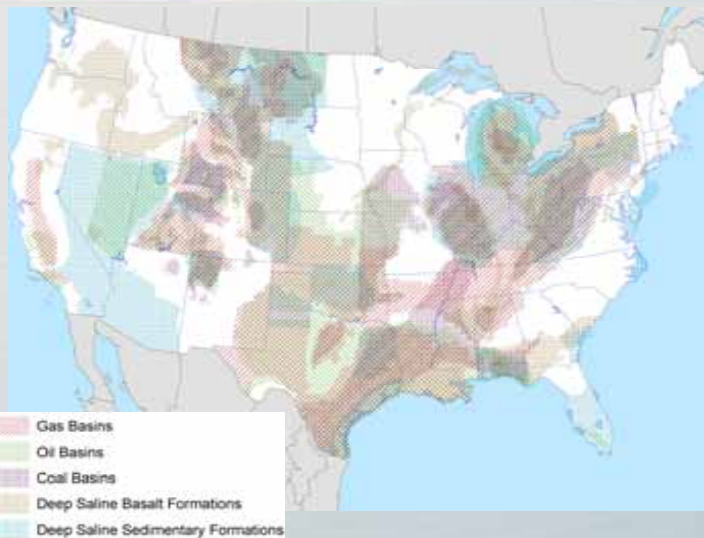 Gas Basins
Oil Basins
Coal Basins
Deep Saline Basalt Formations
Deep Saline Sedimentary Formations